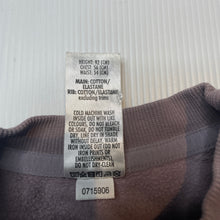 HEIGHT: 92 (CM)
CHEST: 56 (CM)
WAIST: 54 (CM)
MAIN: COTTON/
ELASTANE
RIB: COTTON/ELASTANE
excluding trims
COLD MACHINE WASH
INSIDE OUT WITH LIKE
COLOURS. DO NOT BLEACH
OR SOAK. DO NOT TUMBLE
DRY. LINE DRY IN SHADE
WITHOUT DELAY. WARM
IRON INSIDE OUT (DO NOT
IRON PRINTS OR
EMBELLISHMENTS).
DO NOT DRY-CLEAN
0715906